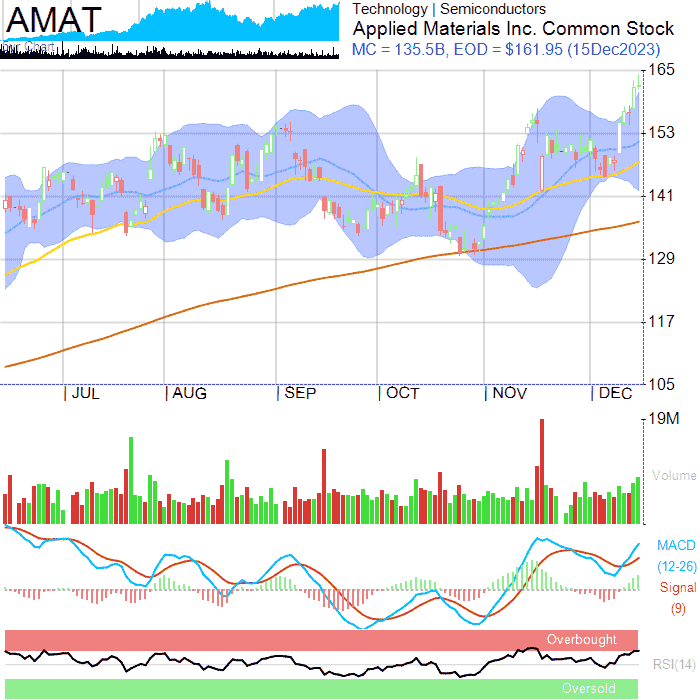 AMAT
Technology | Semiconductors
Applied Materials Inc. Common Stock
MC = 135.5B, EOD = $161.95 (15Dec2023)
165
153
141
129
117
105
| JUL | AUG | SEP | OCT | NOV | DEC
19M
Volume
MACD
(12-26)
Signal
(9)
Overbought
RSI(14)
Oversold